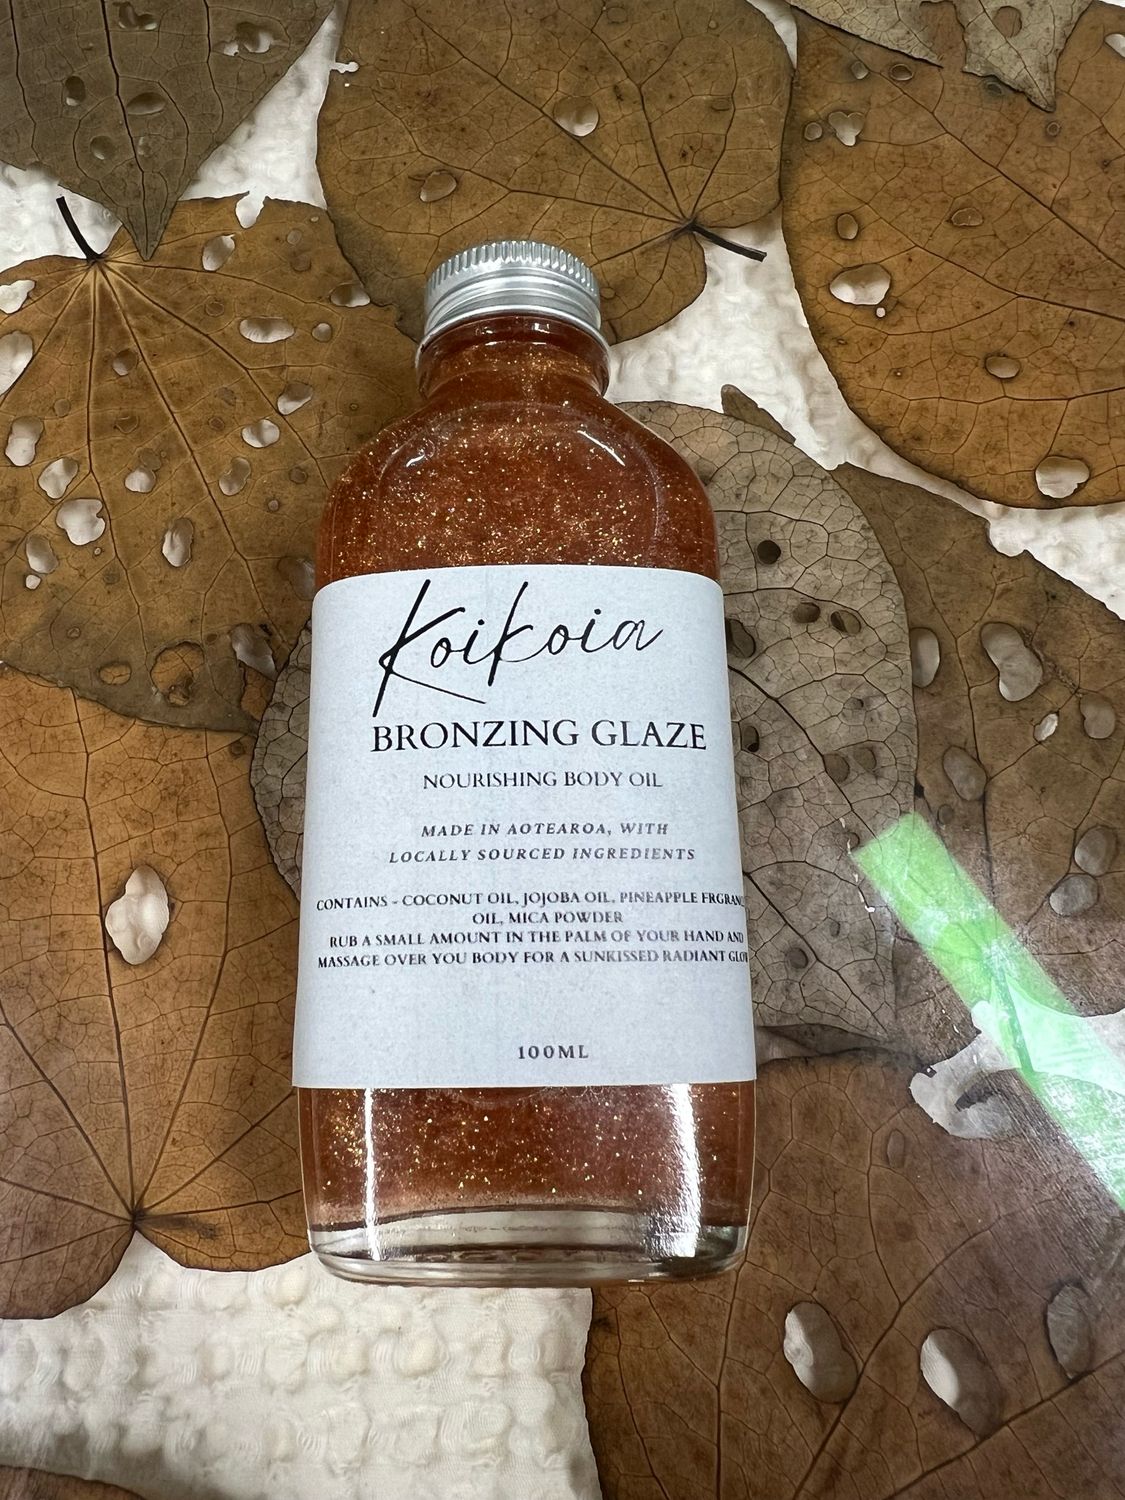 Koikoia
BRONZING GLAZE
NOURISHING BODY OIL
MADE IN AOTEAROA, WITH
LOCALLY SOURCED INGREDIENTS
CONTAINS - COCONUT OIL, JOJOBA OIL, PINEAPPLE
OIL, MICA POWDER
RUB A SMALL AMOUNT IN THE PALM OF YOUR HAND AND
MASSAGE OVER YOU BODY FOR A SUNKISSED RADIANT
100ML